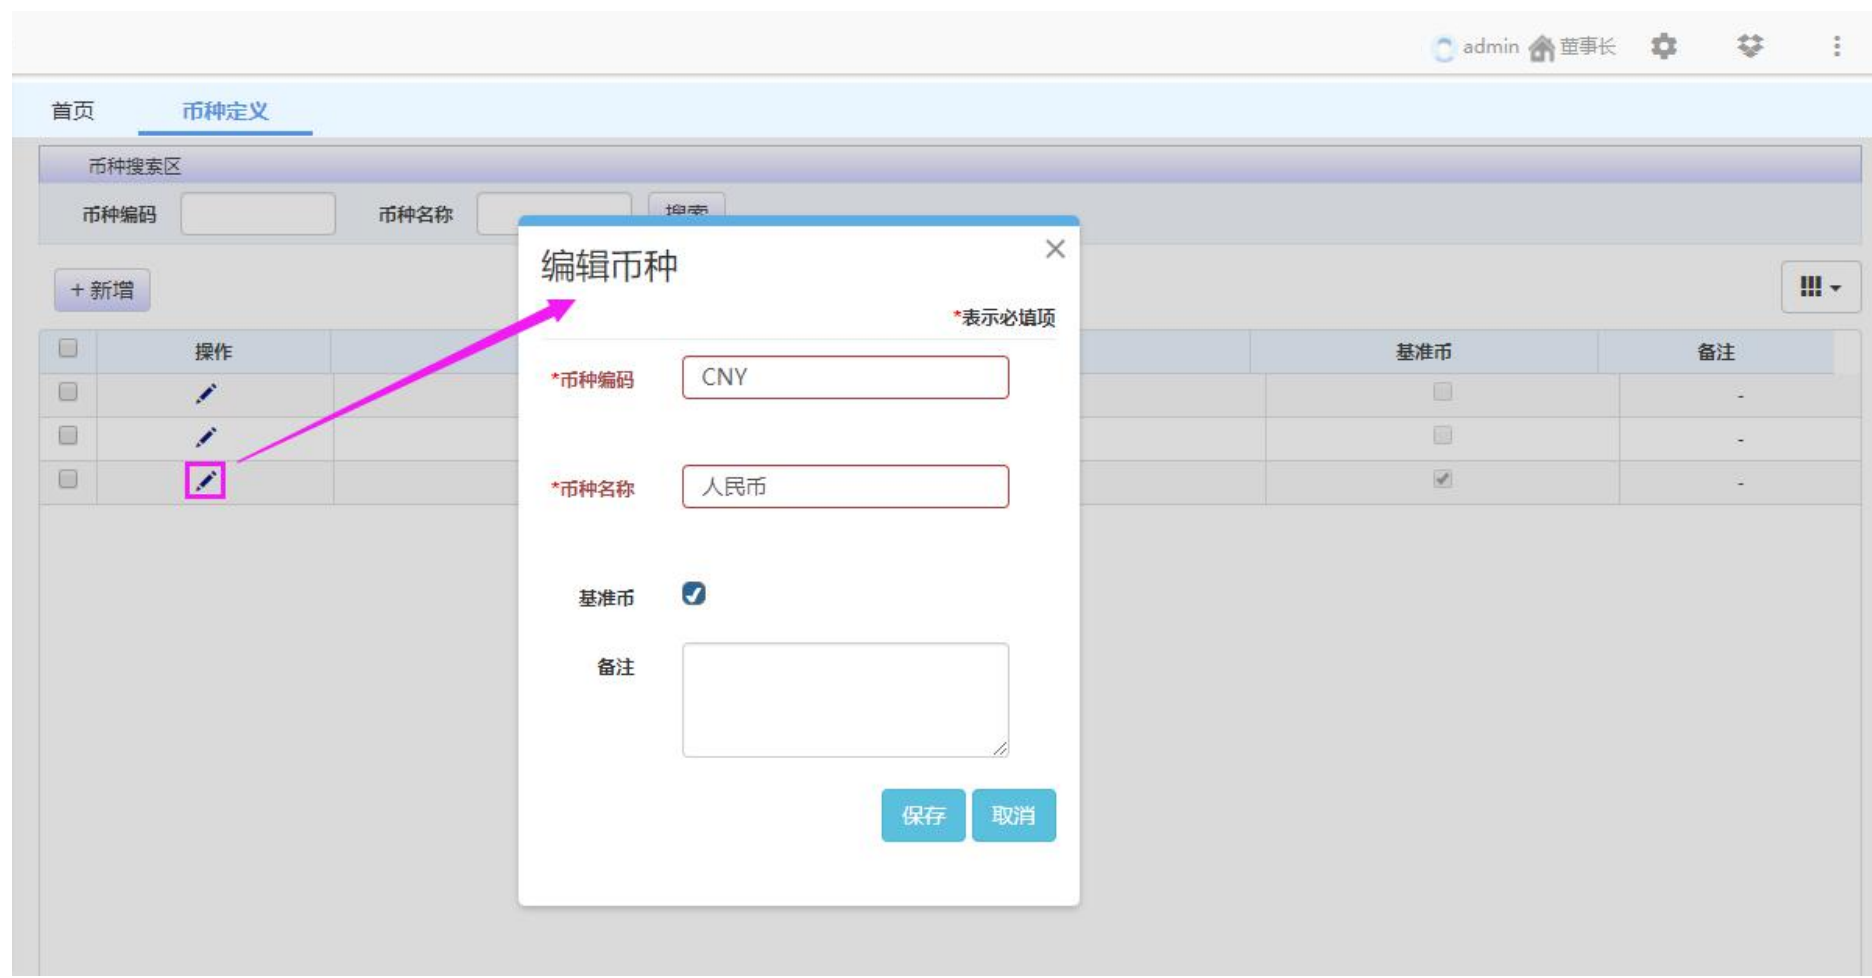 admin 董事长
首页 币种定义
币种搜索区
币种编码 币种名称 搜索
编辑币种
×
+新增
*表示必填项
操作 基准币 备注
*币种编码 CNY
-
-
*币种名称 人民币
-
基准币
备注
保存 取消